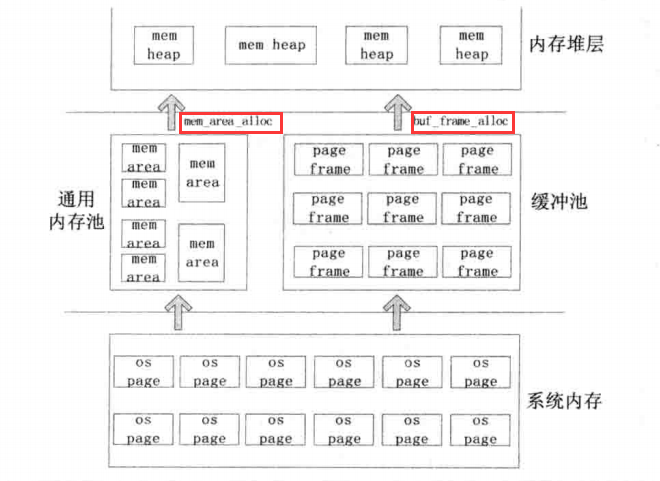 mem
heap
mem heap
mem
heap
mem
heap
内存堆层
mem_area_alloc
buf_frame_alloc
通用
内存池
mem
area
mem
area
mem
area
mem
area
mem
area
mem
area
page
frame
page
frame
page
frame
page
frame
page
frame
page
frame
page
frame
page
frame
page
frame
缓冲池
os
page
os
page
os
page
os
page
os
page
os
page
os
page
os
page
os
page
os
page
os
page
os
page
系统内存